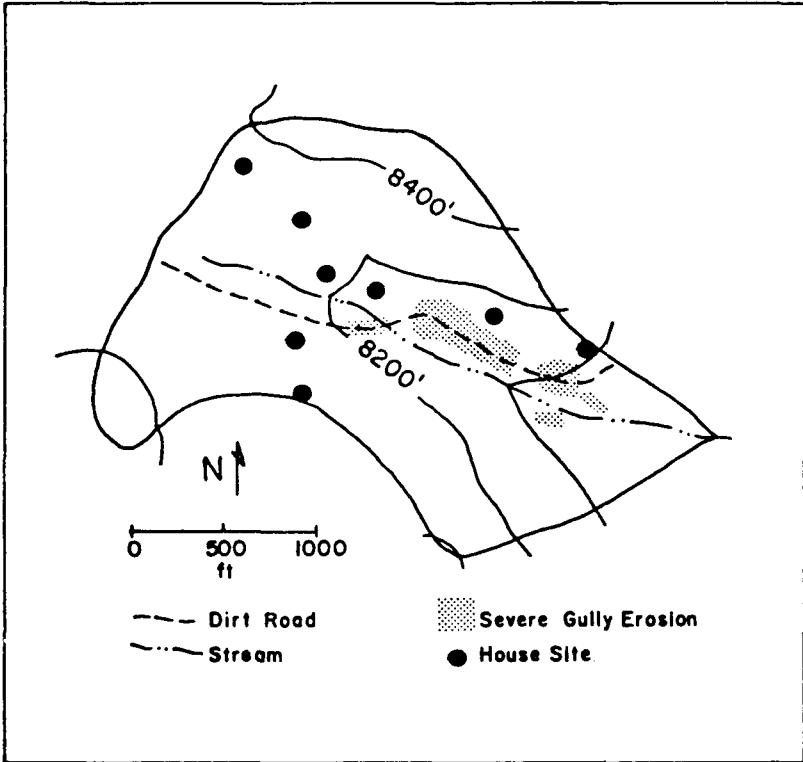 8400'
8200'
N
0 500 1000
ft
Dirt Road
Stream
Severe Gully Erosion
House Site